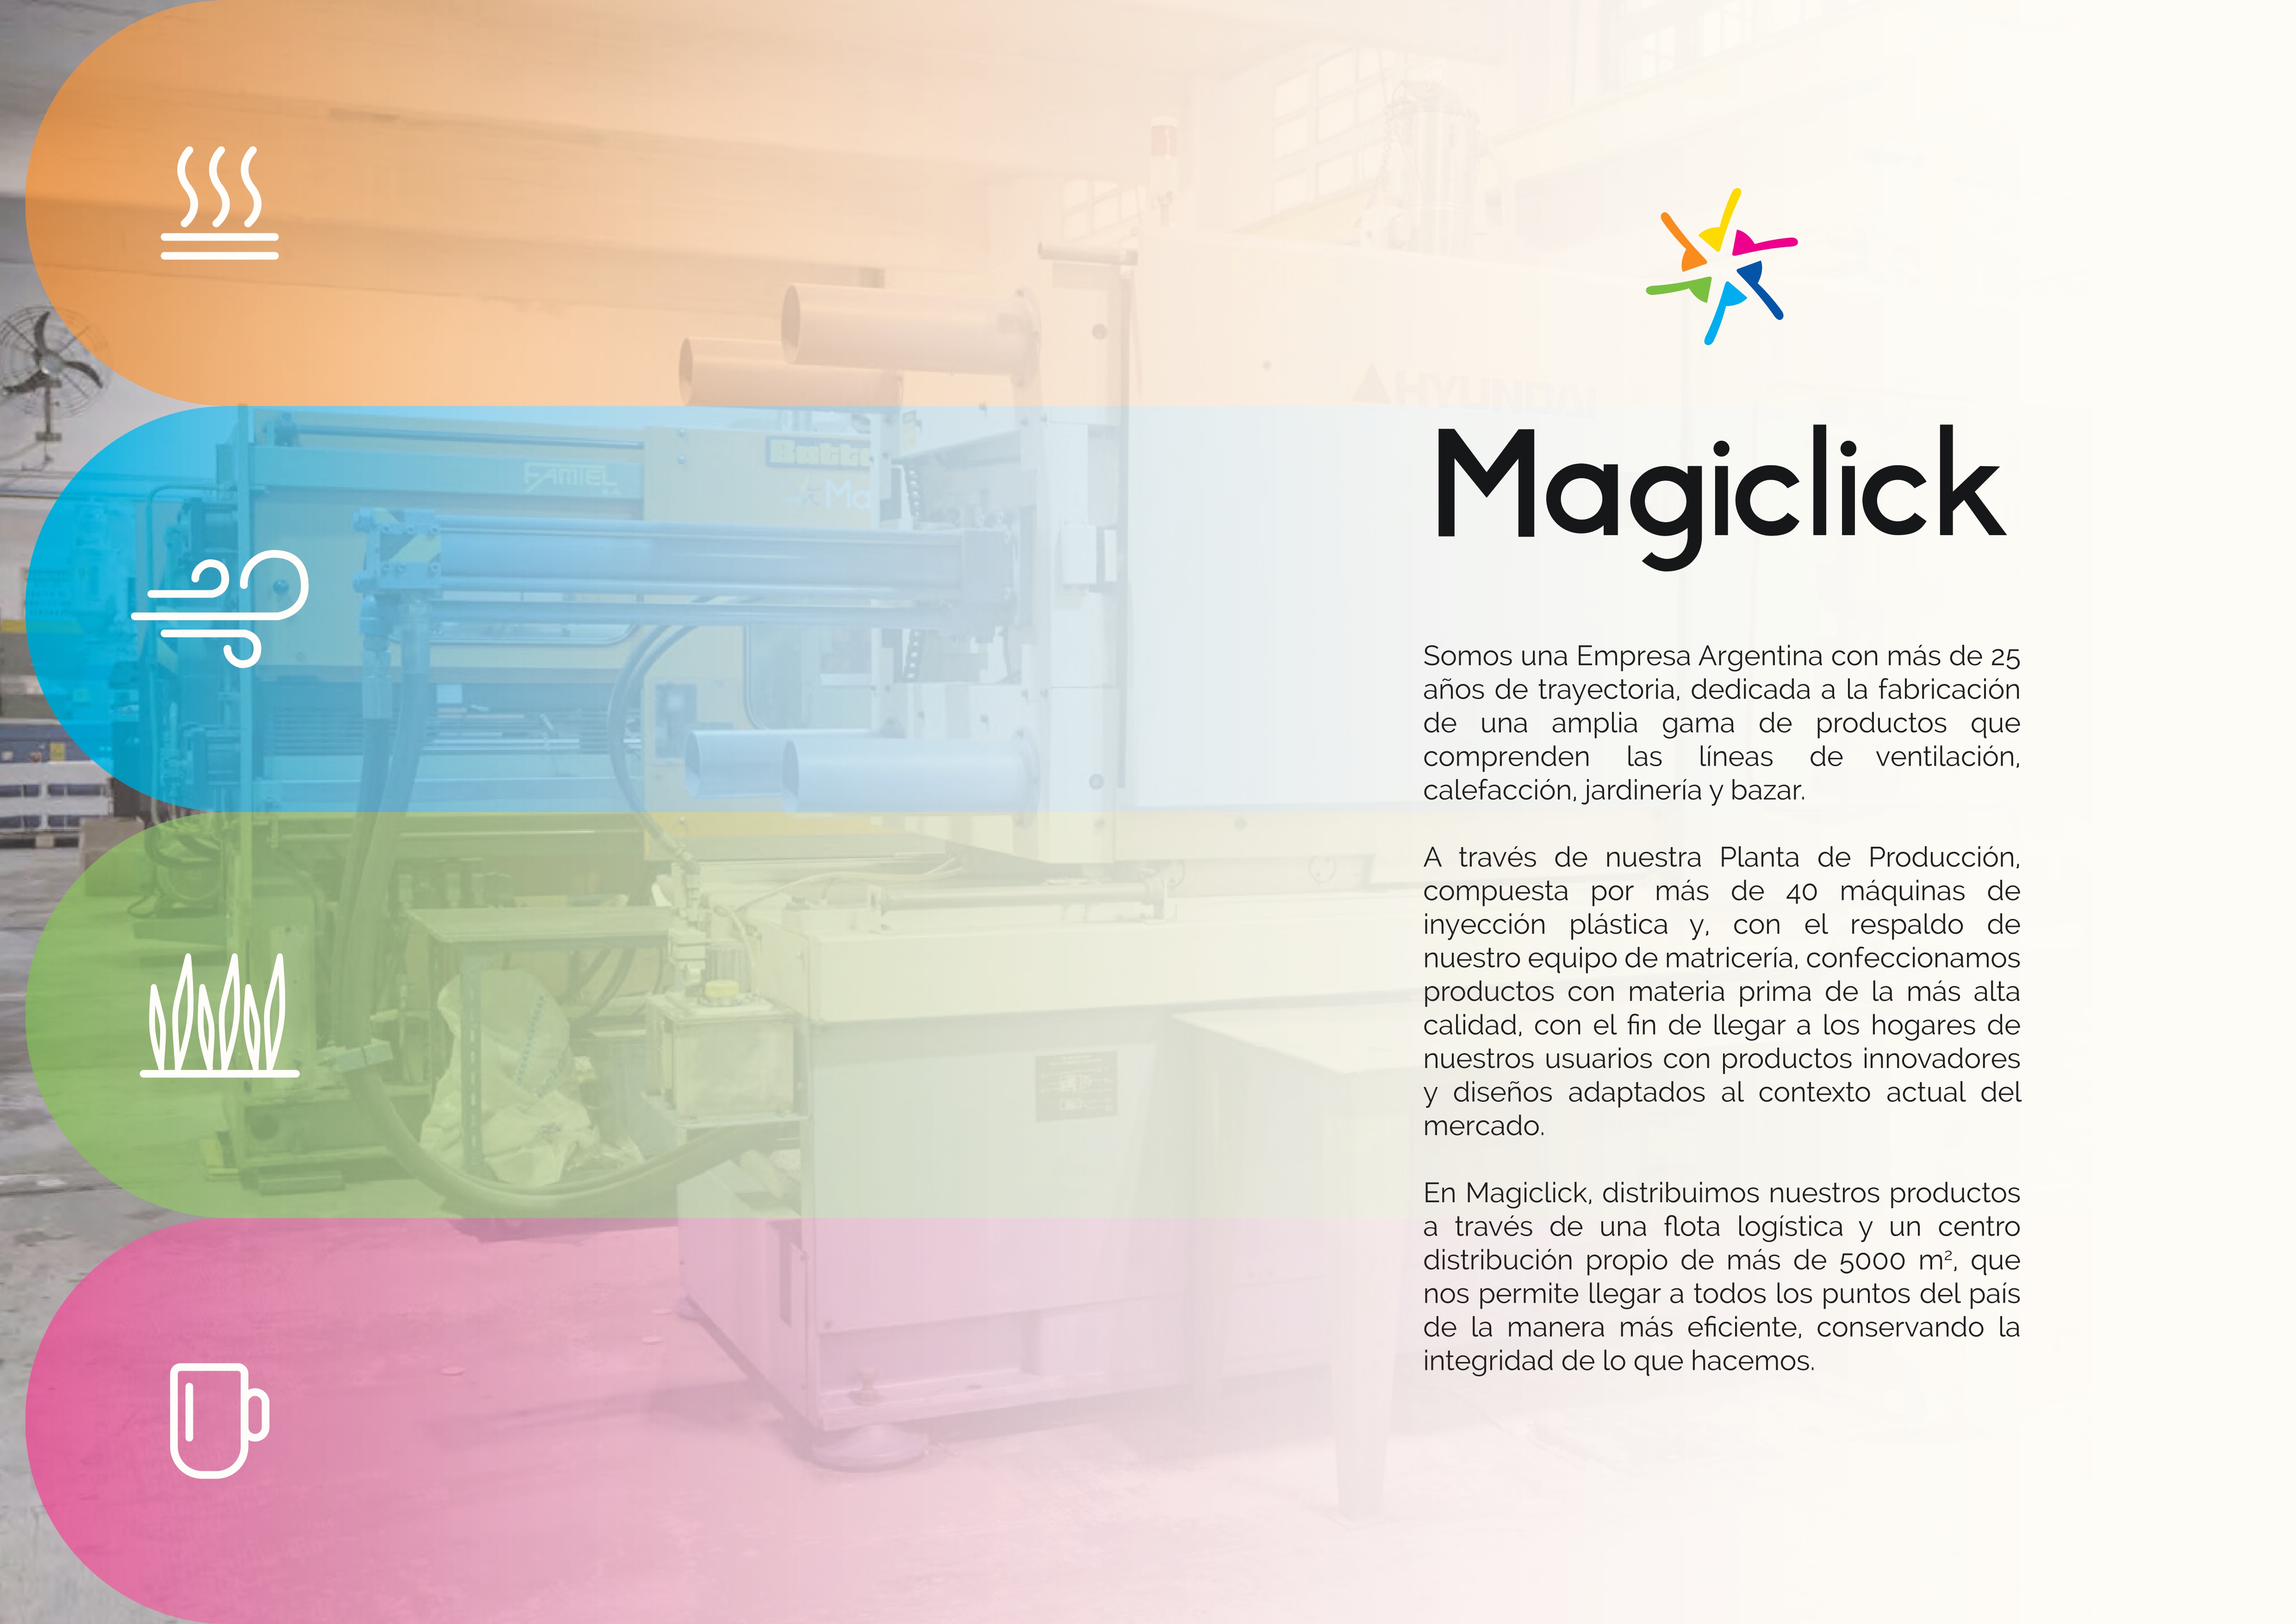 HYUNDAI
FAMTEL
Ma
Magiclick
Somos una Empresa Argentina con más de 25
años de trayectoria, dedicada a la fabricación
de una amplia gama de productos que
comprenden las líneas de ventilación,
calefacción, jardinería y bazar.
A través de nuestra Planta de Producción,
compuesta por más de 40 máquinas de
inyección plástica y, con el respaldo de
nuestro equipo de matricería, confeccionamos
productos con materia prima de la más alta
calidad, con el fin de llegar a los hogares de
nuestros usuarios con productos innovadores
y diseños adaptados al contexto actual del
mercado.
En Magiclick, distribuimos nuestros productos
a través de una flota logística y un centro
distribución propio de más de 5000 m², que
nos permite llegar a todos los puntos del país
de la manera más eficiente, conservando la
integridad de lo que hacemos.